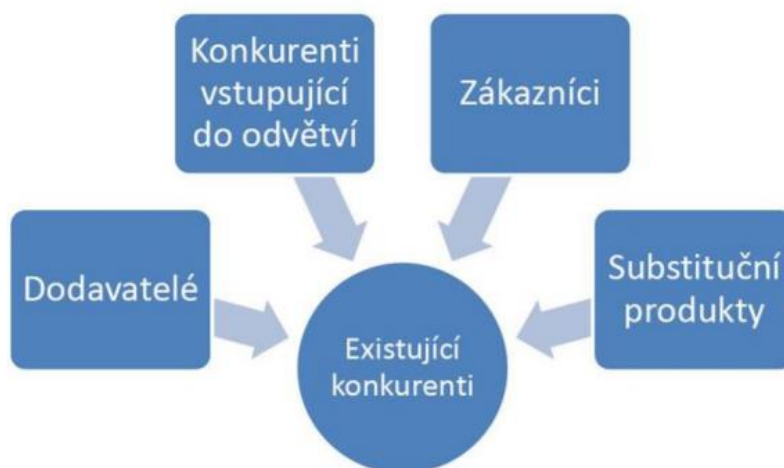 Konkurenti
vstupující
do odvětví
Zákazníci
Dodavatelé
Substituční
produkty
Existující
konkurenti